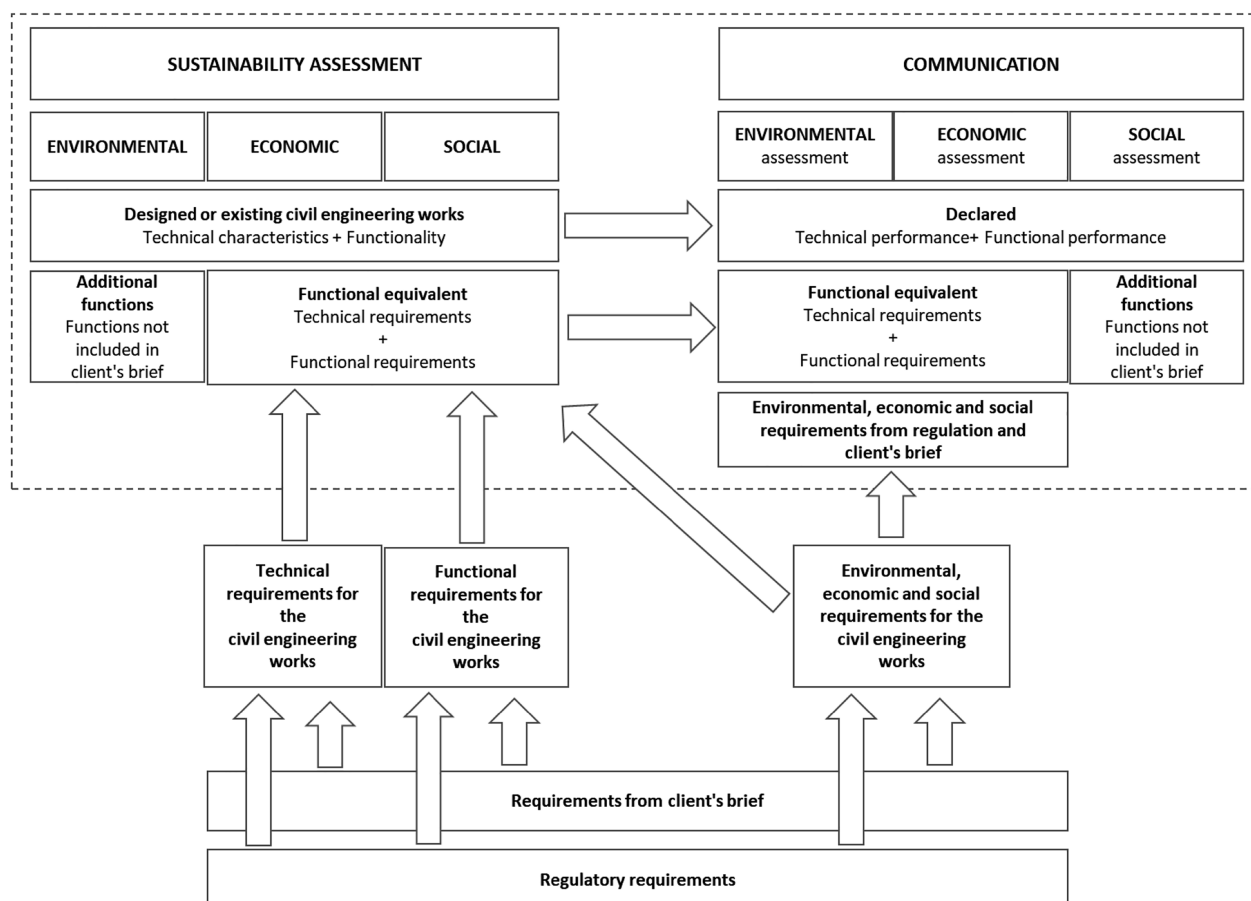 SUSTAINABILITY ASSESSMENT
COMMUNICATION
ENVIRONMENTAL
ECONOMIC
SOCIAL
ENVIRONMENTAL
assessment
ECONOMIC
assessment
SOCIAL
assessment
Designed or existing civil engineering works
Technical characteristics + Functionality
Declared
Technical performance+ Functional performance
Additional
functions
Functions not
included in
client's brief
Functional equivalent
Technical requirements
+
Functional requirements
Functional equivalent
Technical requirements
+
Functional requirements
Additional
functions
Functions not
included in
client's brief
Environmental, economic and social
requirements from regulation and
client's brief
Technical
requirements for
the
civil engineering
works
Functional
requirements for
the
civil engineering
works
Environmental,
economic and social
requirements for the
civil engineering
works
Requirements from client's brief
Regulatory requirements